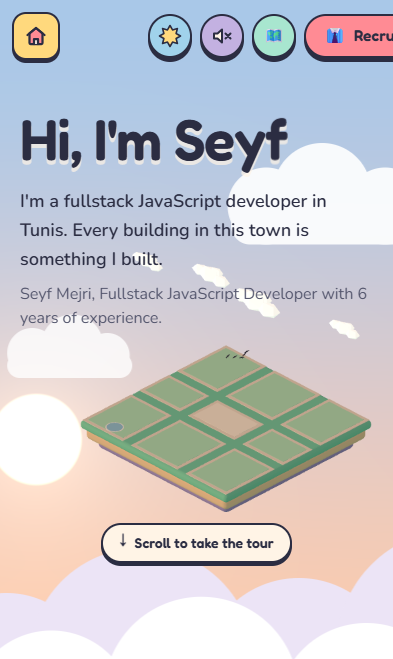 Recru
Hi, I'm Seyf
I'm a fullstack JavaScript developer in
Tunis. Every building in this town is
something I built.
Seyf Mejri, Fullstack JavaScript Developer with 6
years of experience.
↓ Scroll to take the tour